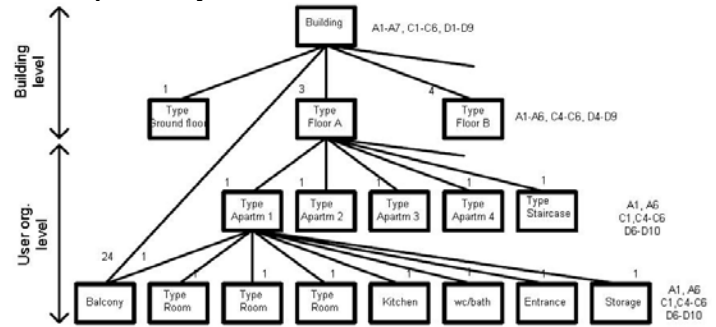 Building
A1-A7, C1-C6, D1-D9
Building
level
1
3
4
Type
Ground floor
Type
Floor A
Type
Floor B
A1-A6, C4-C6, D4-D9
User org.
level
1
1
1
1
1
Type
Apartm 1
Type
Apartm 2
Type
Apartm 3
Type
Apartm 4
Type
Staircase
A1, A6
C1,C4-C6
D6-D10
24
1
1
1
1
1
1
1
1
Balcony
Type
Room
Type
Room
Type
Room
Kitchen
wc/bath
Entrance
Storage
A1, A6
C1,C4-C6
D6-D10